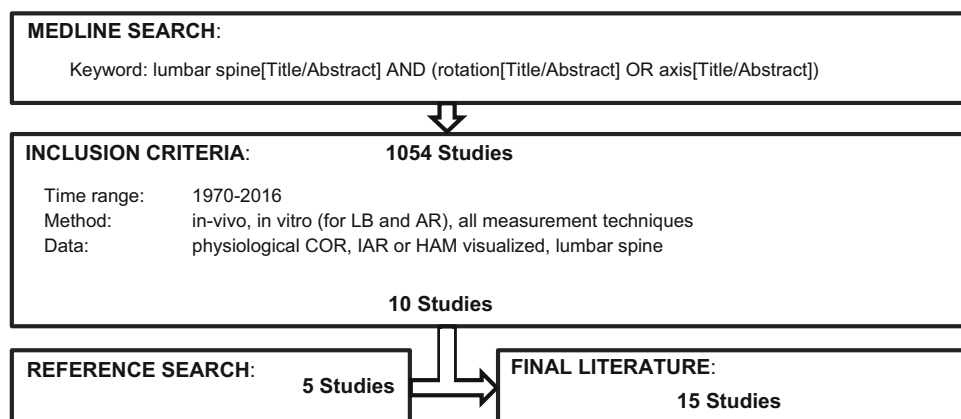 MEDLINE SEARCH:
Keyword: lumbar spine[Title/Abstract] AND (rotation[Title/Abstract] OR axis[Title/Abstract])
INCLUSION CRITERIA: 1054 Studies
Time range: 1970-2016
Method: in-vivo, in vitro (for LB and AR), all measurement techniques
Data: physiological COR, IAR or HAM visualized, lumbar spine
10 Studies
REFERENCE SEARCH:
5 Studies
FINAL LITERATURE:
15 Studies